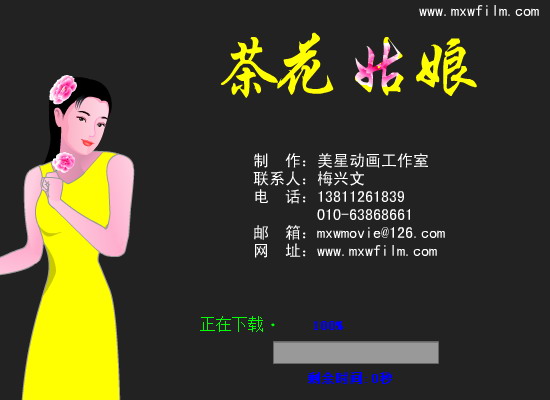 www.mxwfilm.com
茶花姑娘
制　作：美星动画工作室
联系人：梅兴文
电　话：13811261839
010-63868661
邮　箱：mxwmovie@126.com
网　址：www.mxwfilm.com
正在下载·